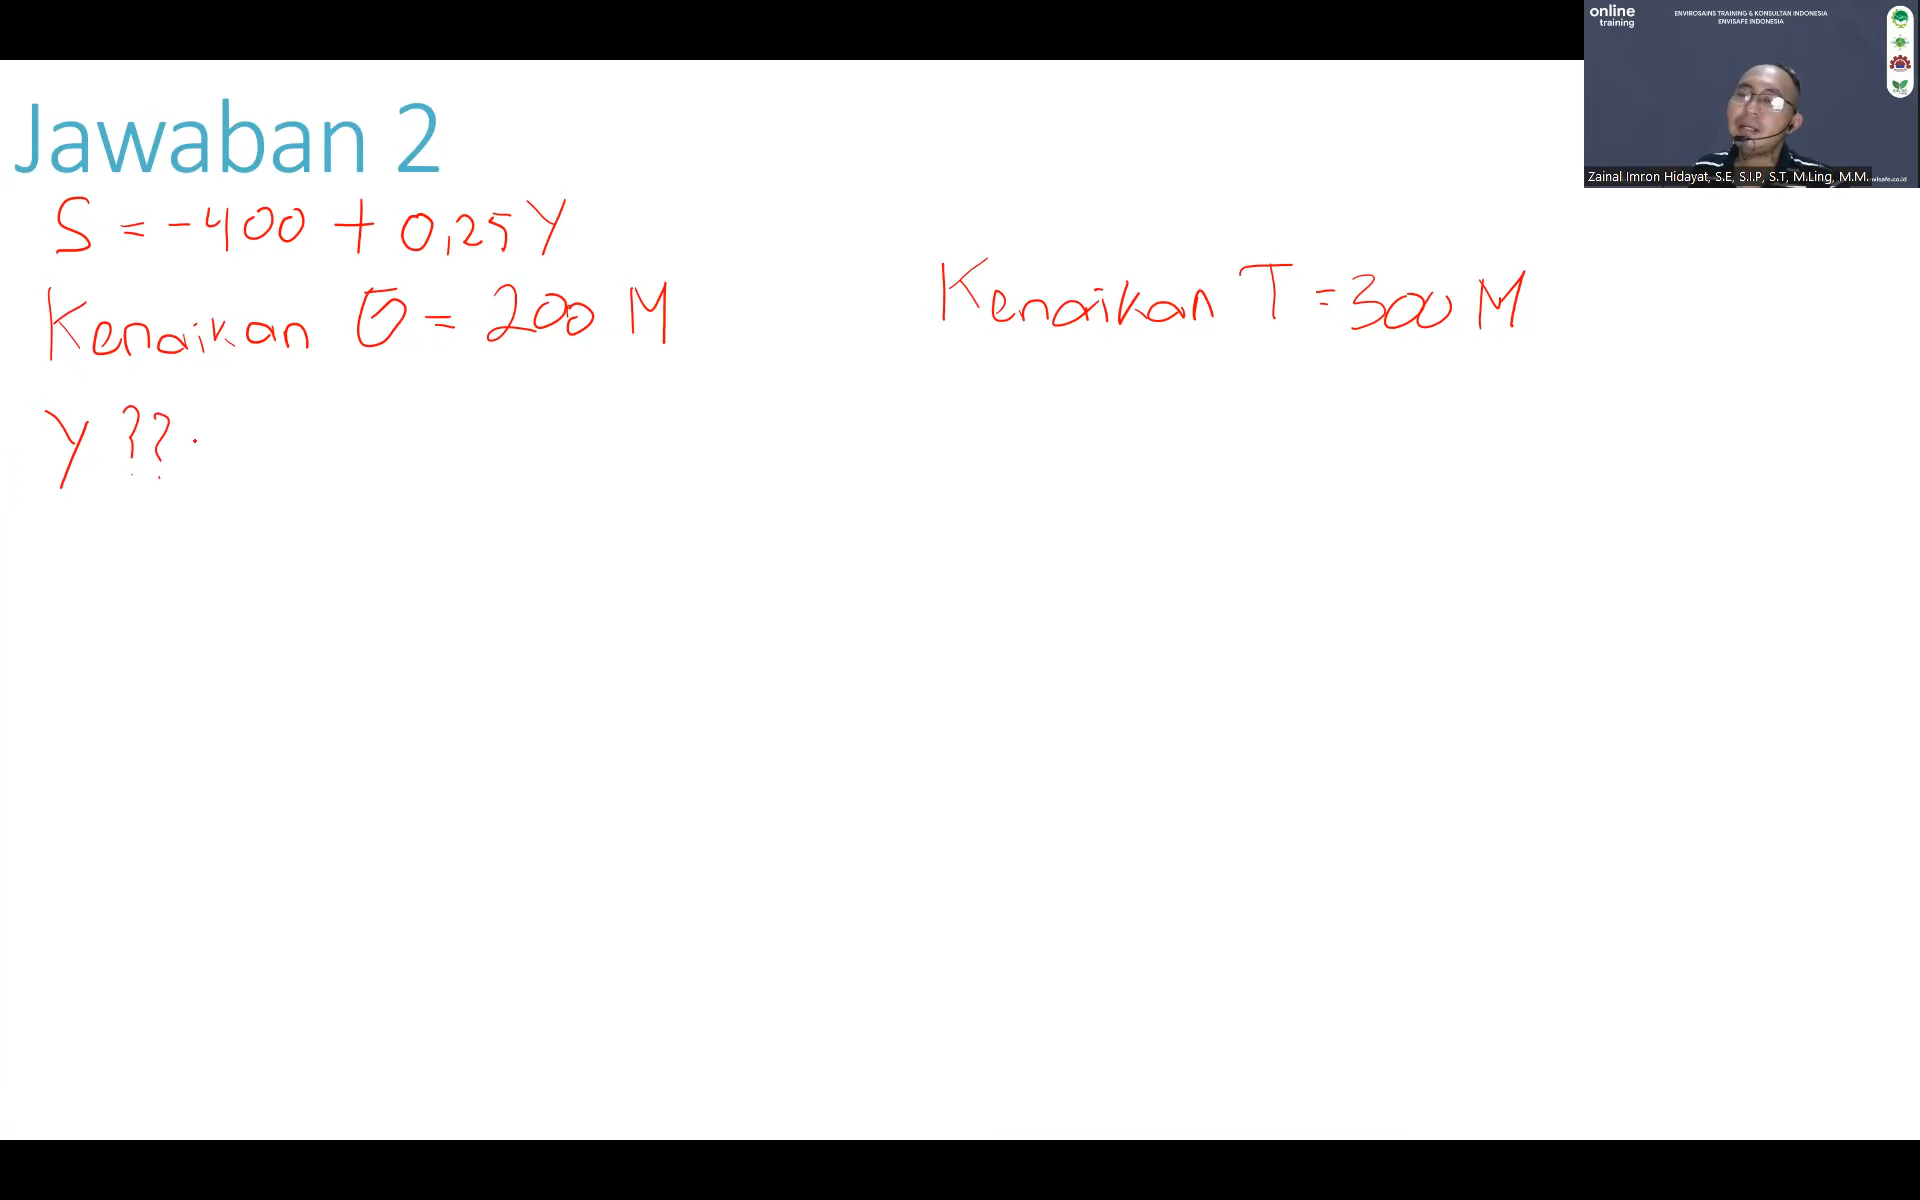 Jawaban 2
S = -400 + 0,25 Y
Kenaikan G = 200 M
Kenaikan T = 300 M
Y ??
online
training
ENVIROSAINS TRAINING & KONSULTAN INDONESIA
ENVISAFE INDONESIA
Zainal Imron Hidayat, S.E, S.I.P, S.T, M.Ling, M.M.